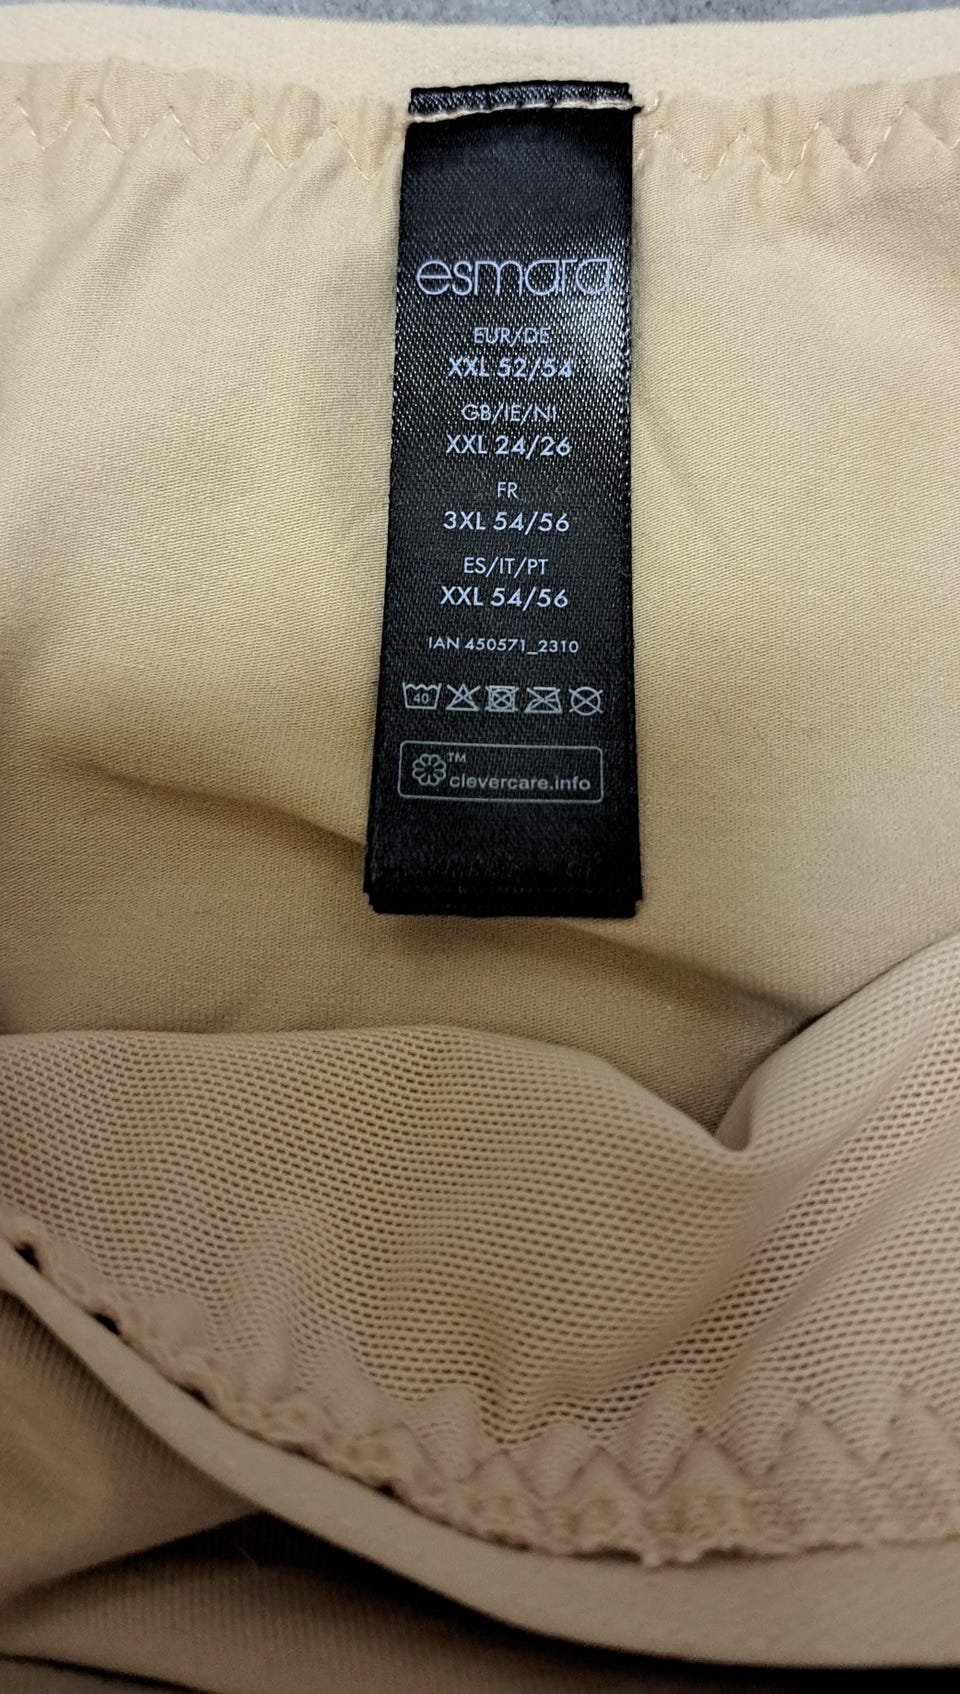 esmara
EUR/DE
XXL 52/54
GB/IE/NI
XXL 24/26
FR
3XL 54/56
ES/IT/PT
XXL 54/56
IAN 450571_2310
40
™
clevercare.info